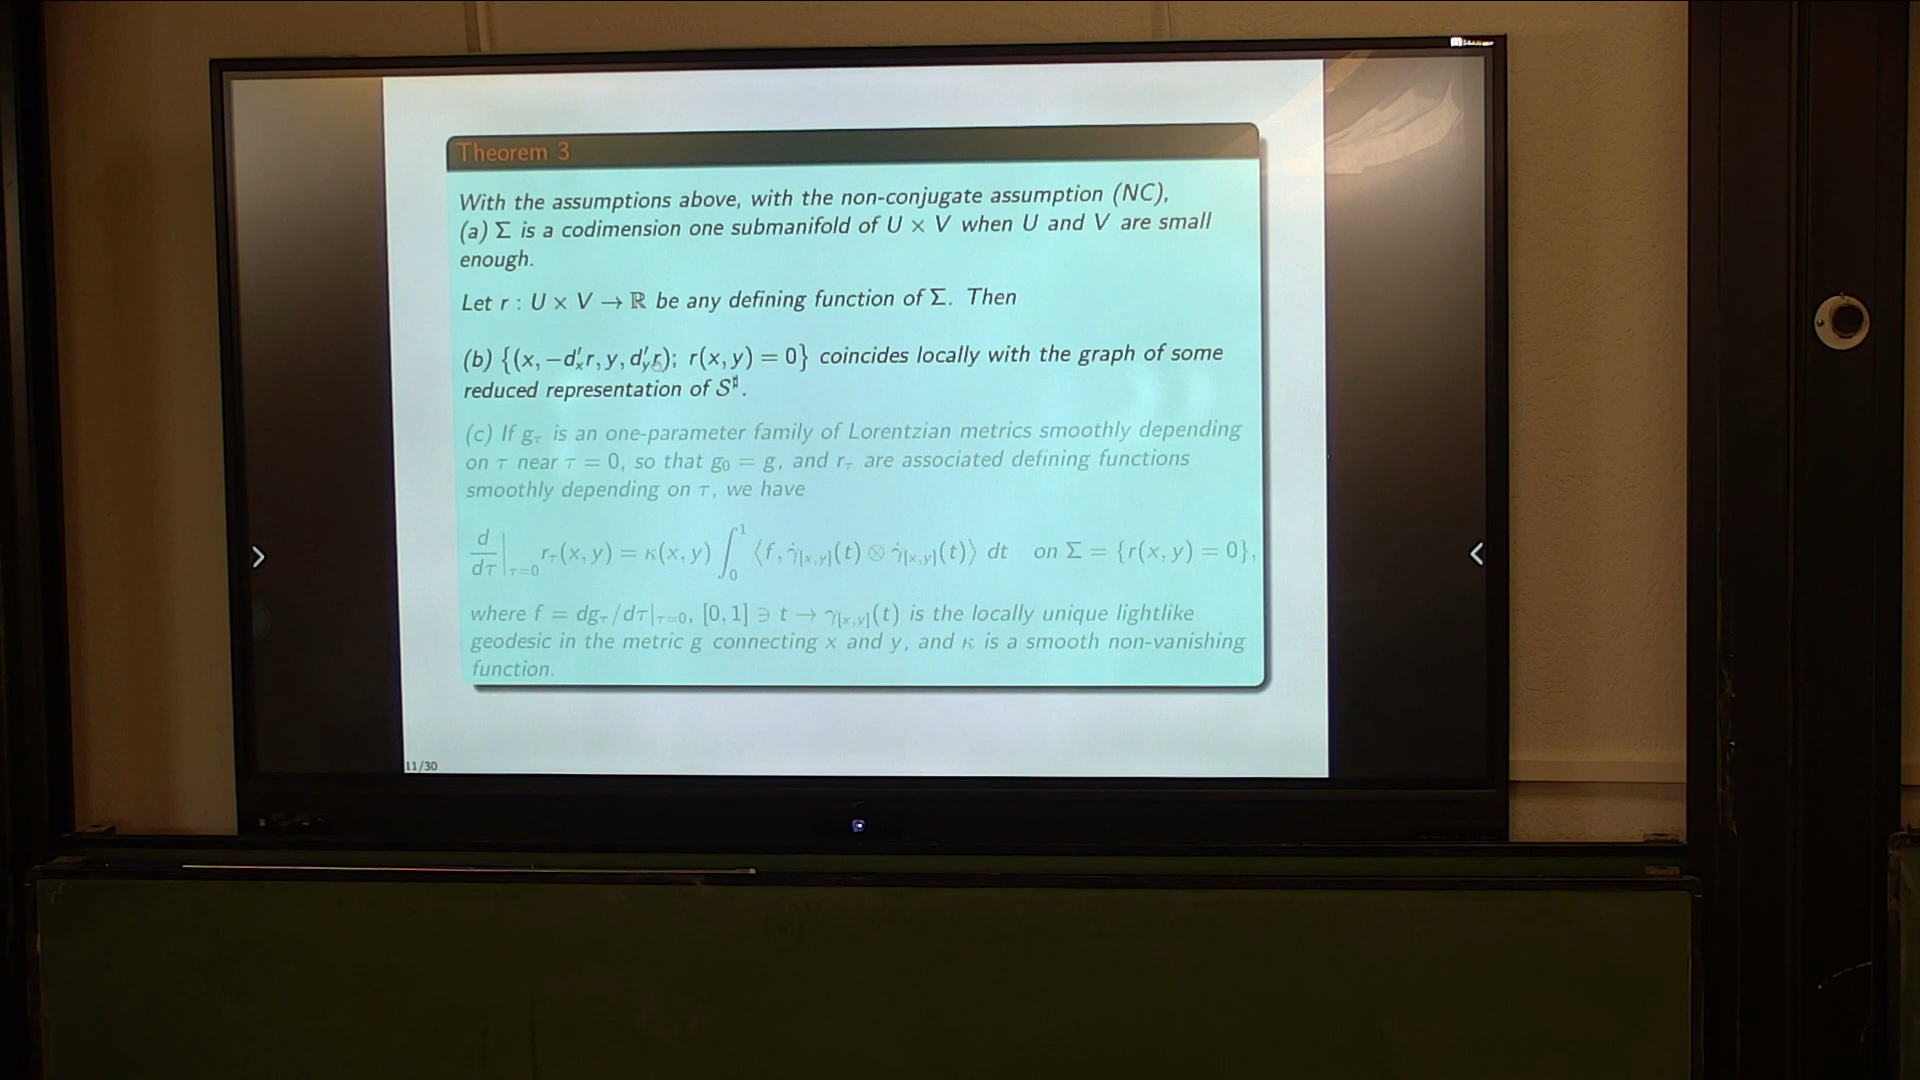 Theorem 3
With the assumptions above, with the non-conjugate assumption (NC),
(a) Σ is a codimension one submanifold of U × V when U and V are small
enough.
Let r : U × V → ℝ be any defining function of Σ. Then
(b) {(x, −d′ₓr, y, d′ᵧr); r(x, y) = 0} coincides locally with the graph of some
reduced representation of S♯.
(c) If g_τ is an one-parameter family of Lorentzian metrics smoothly depending
on τ near τ = 0, so that g₀ = g, and r_τ are associated defining functions
smoothly depending on τ, we have
d/dτ|_{τ=0} r_τ(x, y) = κ(x, y) ∫₀¹ ⟨f, γ̇_{[x,y]}(t) ⊗ γ̇_{[x,y]}(t)⟩ dt on Σ = {r(x, y) = 0},
where f = dg_τ/dτ|_{τ=0}, [0, 1] ∋ t → γ_{[x,y]}(t) is the locally unique lightlike
geodesic in the metric g connecting x and y, and κ is a smooth non-vanishing
function.
11/30